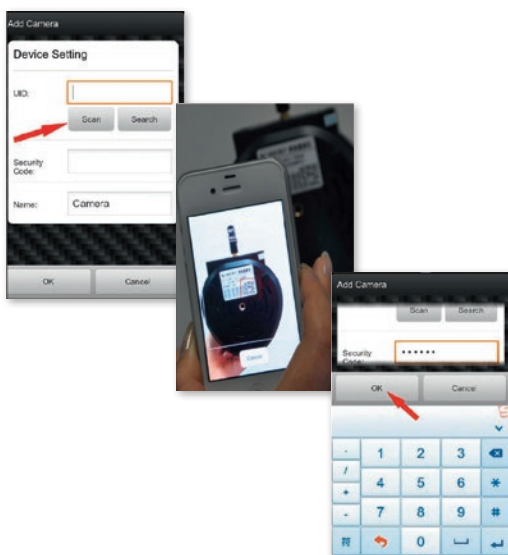 Add Camera
Device Setting
UID:
Scan Search
Security
Code:
Name: Camera
OK Cancel
Cancel
Add Camera
Scan Search
Security
Code: ••••••
OK Cancel
. 1 2 3
/ 4 5 6 *
+
- 7 8 9 #
符 0